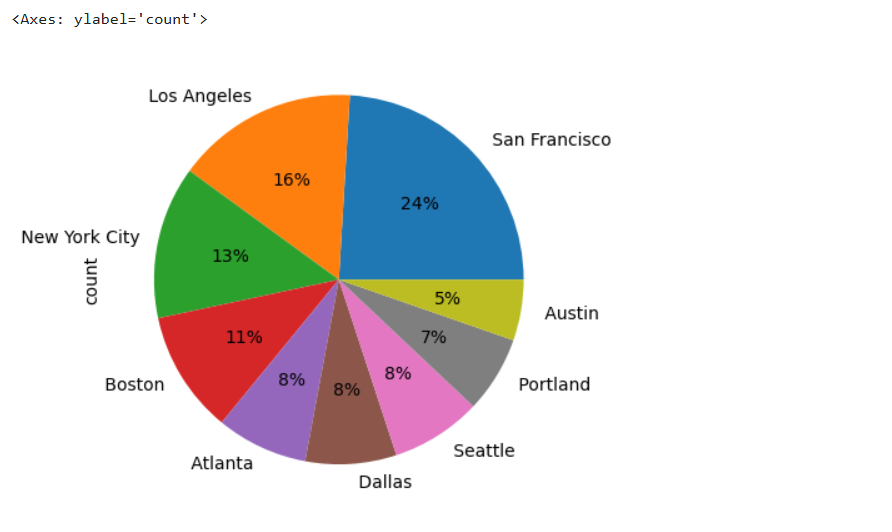 <Axes: ylabel='count'>
Los Angeles
San Francisco
16%
24%
New York City
13%
count
5%
Austin
11%
7%
8%
8%
8%
Boston
Portland
Atlanta
Seattle
Dallas